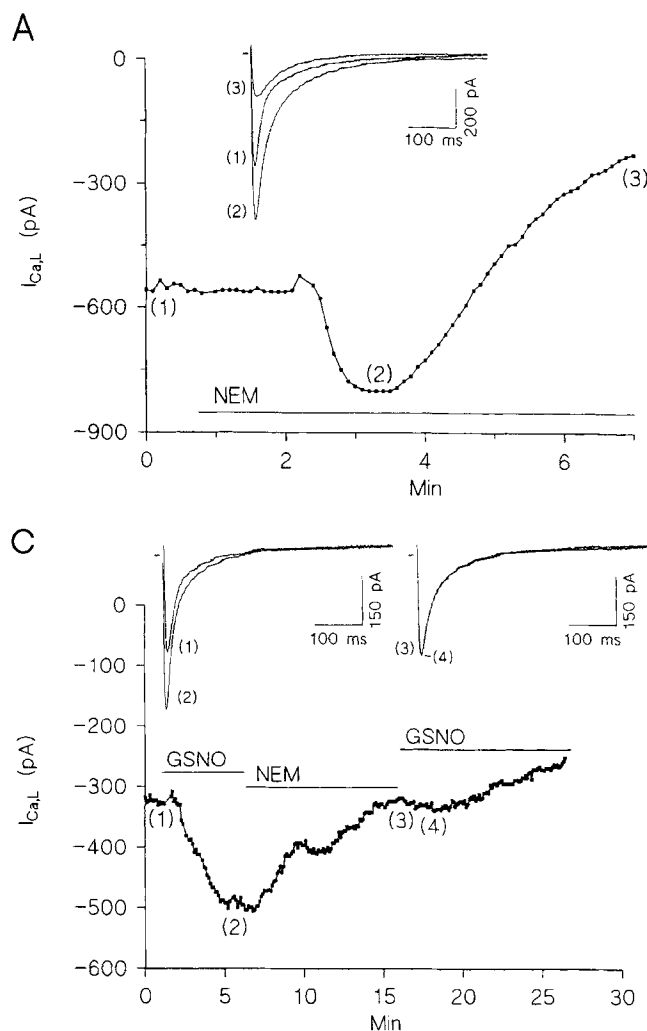 A
0
-300
-600
-900
I_Ca,L (pA)
(3)
(1)
(2)
100 ms
200 pA
(1)
(2)
(3)
NEM
0 2 4 6
Min
C
0
-100
-200
-300
-400
-500
-600
I_Ca,L (pA)
(1)
(2)
100 ms
150 pA
(3) (4)
100 ms
150 pA
GSNO
NEM
GSNO
(1)
(2)
(3)
(4)
0 5 10 15 20 25 30
Min